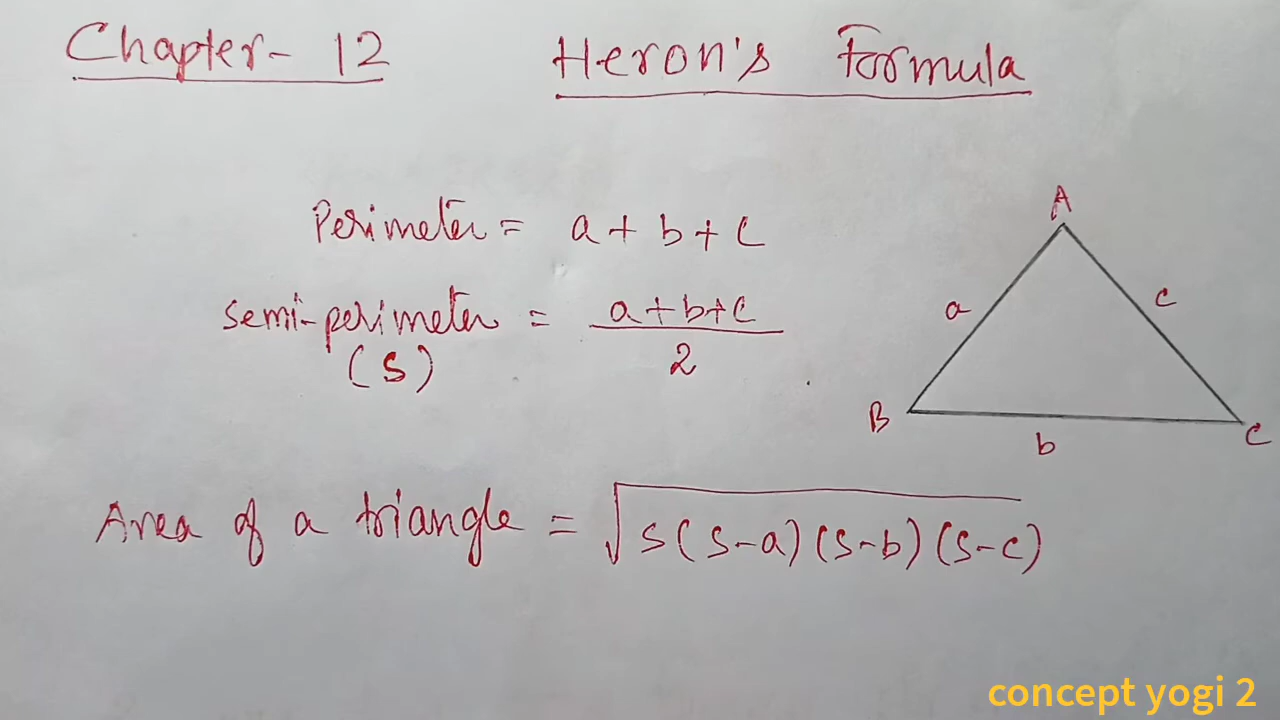 Chapter- 12 Heron's Formula
Perimeter = a + b + c
A
a
c
semi-perimeter = a+b+c / 2
(s)
B
b
C
Area of a triangle = √s(s-a)(s-b)(s-c)
concept yogi 2